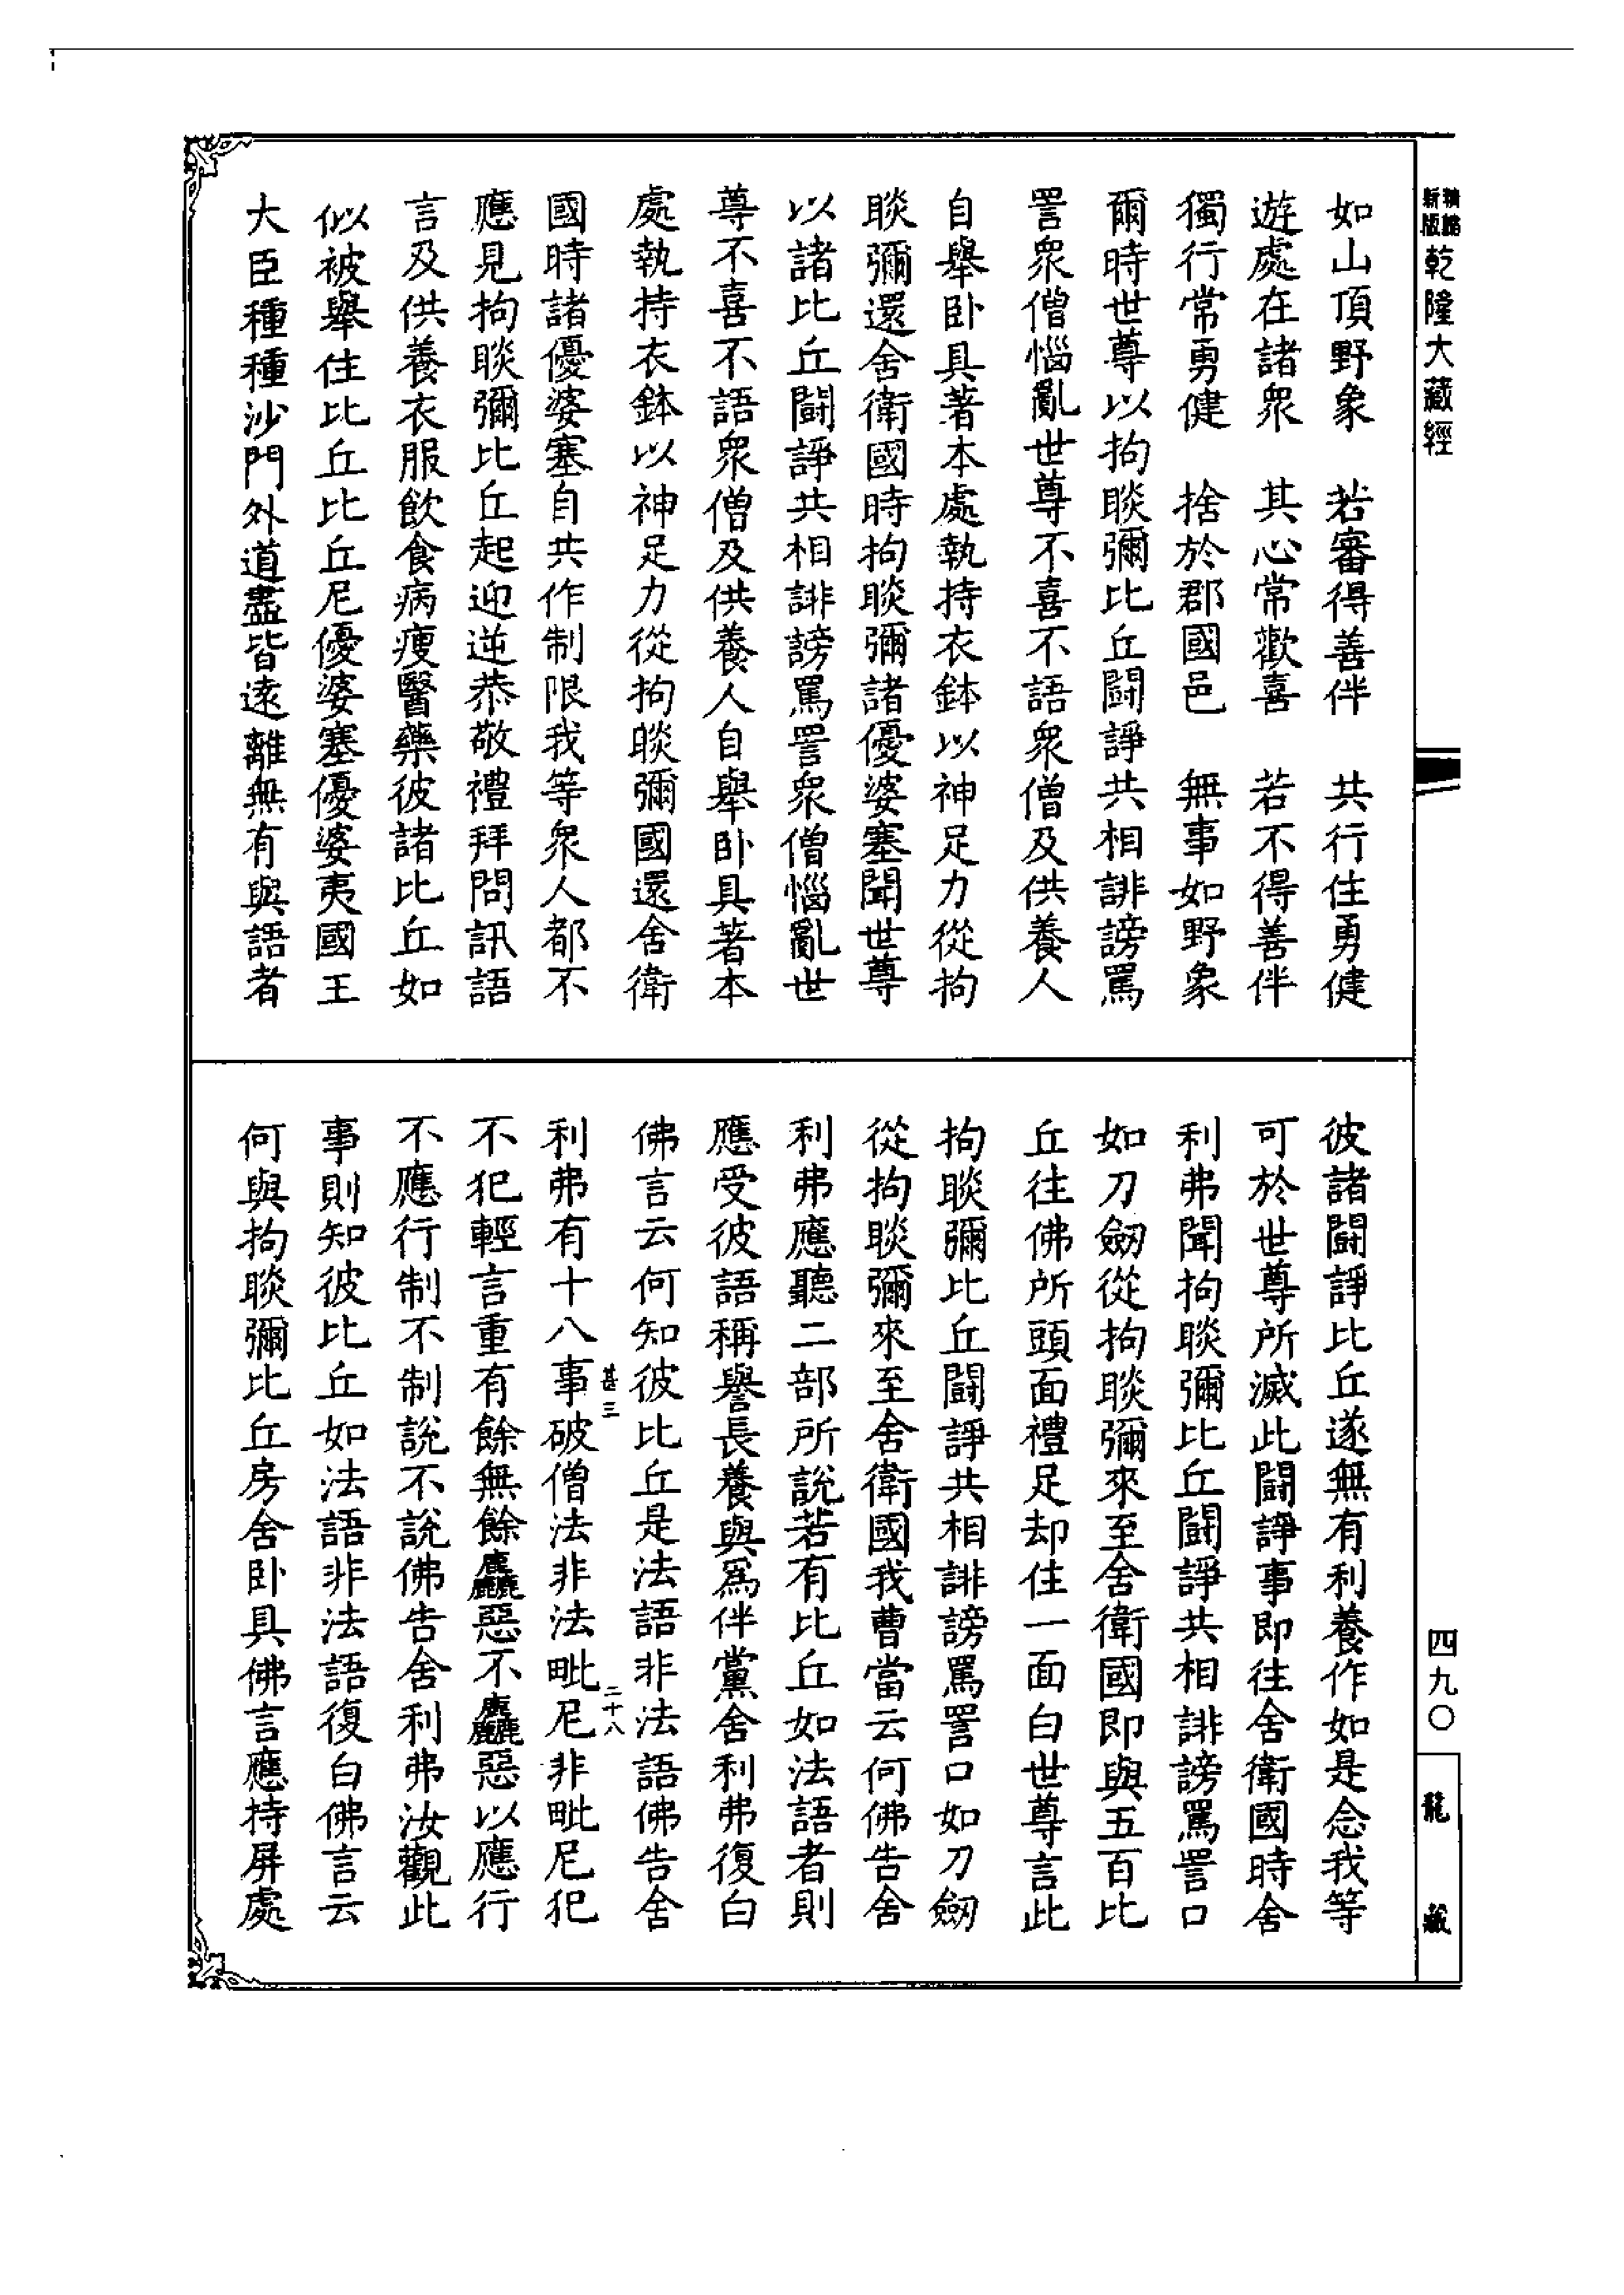 新版 精縮
乾隆大藏經
四九〇
龍藏
如山頂野象　若審得善伴　共行住勇健
遊處在諸眾　其心常歡喜　若不得善伴
獨行常勇健　捨於郡國邑　無事如野象
爾時世尊以拘睒彌比丘鬪諍共相誹謗罵
詈眾僧惱亂世尊不喜不語眾僧及供養人
自舉卧具著本處執持衣鉢以神足力從拘
睒彌還舍衛國時拘睒彌諸優婆塞聞世尊
以諸比丘鬪諍共相誹謗罵詈眾僧惱亂世
尊不喜不語眾僧及供養人自舉卧具著本
處執持衣鉢以神足力從拘睒彌國還舍衛
國時諸優婆塞自共作制限我等眾人都不
應見拘睒彌比丘起迎逆恭敬禮拜問訊語
言及供養衣服飲食病瘦醫藥彼諸比丘如
似被舉住比丘比丘尼優婆塞優婆夷國王
大臣種種沙門外道盡皆遠離無有與語者
彼諸鬪諍比丘遂無有利養作如是念我等
可於世尊所滅此鬪諍事即往舍衛國時舍
利弗聞拘睒彌比丘鬪諍共相誹謗罵詈口
如刀劒從拘睒彌來至舍衛國即與五百比
丘往佛所頭面禮足却住一面白世尊言此
拘睒彌比丘鬪諍共相誹謗罵詈口如刀劒
從拘睒彌來至舍衛國我曹當云何佛告舍
利弗應聽二部所說若有比丘如法語者則
應受彼語稱譽長養與為伴黨舍利弗復白
佛言云何知彼比丘是法語非法語佛告舍
甚三
二十八
利弗有十八事破僧法非法毗尼非毗尼犯
不犯輕言重有餘無餘麤惡不麤惡以應行
不應行制不制說不說佛告舍利弗汝觀此
事則知彼比丘如法語非法語復白佛言云
何與拘睒彌比丘房舍卧具佛言應持屏處